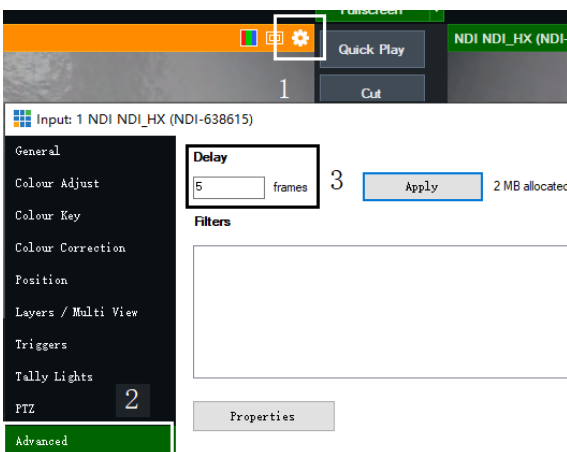 Fullscreen
Quick Play
NDI NDI_HX (NDI-
1
Cut
Input: 1 NDI NDI_HX (NDI-638615)
General
Delay
Colour Adjust
5 frames 3 Apply 2 MB allocated
Colour Key
Filters
Colour Correction
Position
Layers / Multi View
Triggers
Tally Lights
PTZ 2
Properties
Advanced